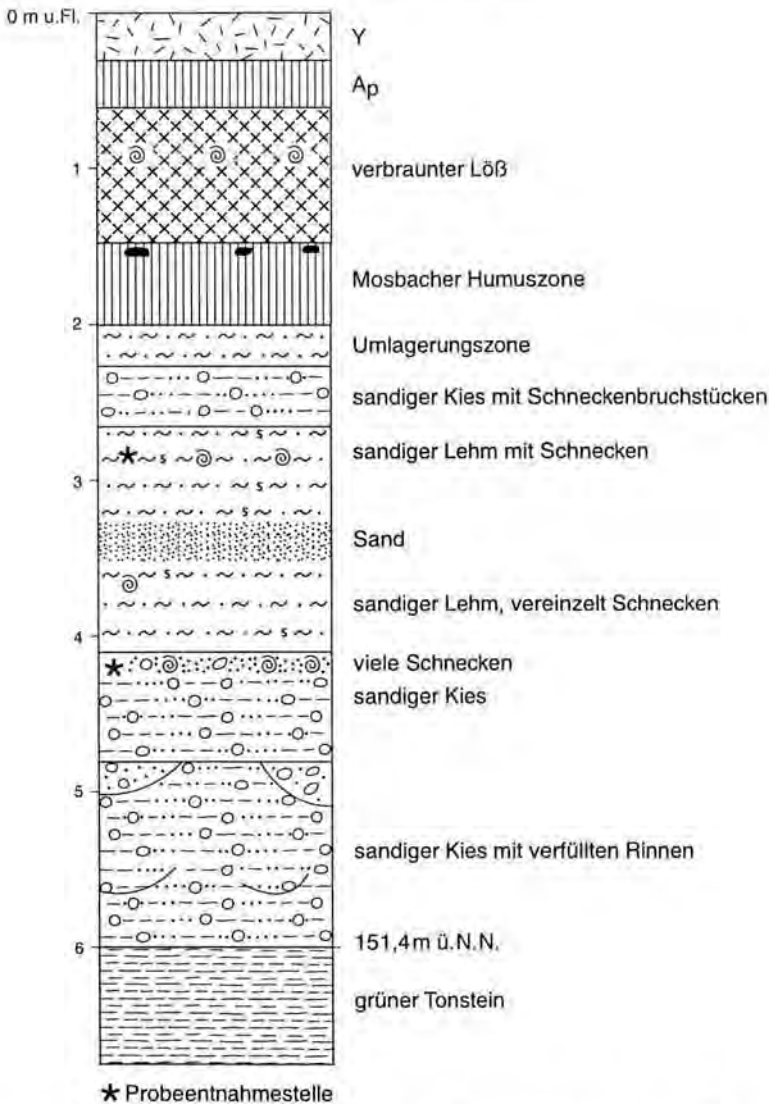 0 m u.Fl.
Y
Ap
1
verbraunter Löß
Mosbacher Humuszone
2
Umlagerungszone
sandiger Kies mit Schneckenbruchstücken
s
sandiger Lehm mit Schnecken
s
3
s
s
Sand
s
sandiger Lehm, vereinzelt Schnecken
4
s
viele Schnecken
sandiger Kies
5
sandiger Kies mit verfüllten Rinnen
6
151,4m ü.N.N.
grüner Tonstein
★ Probeentnahmestelle